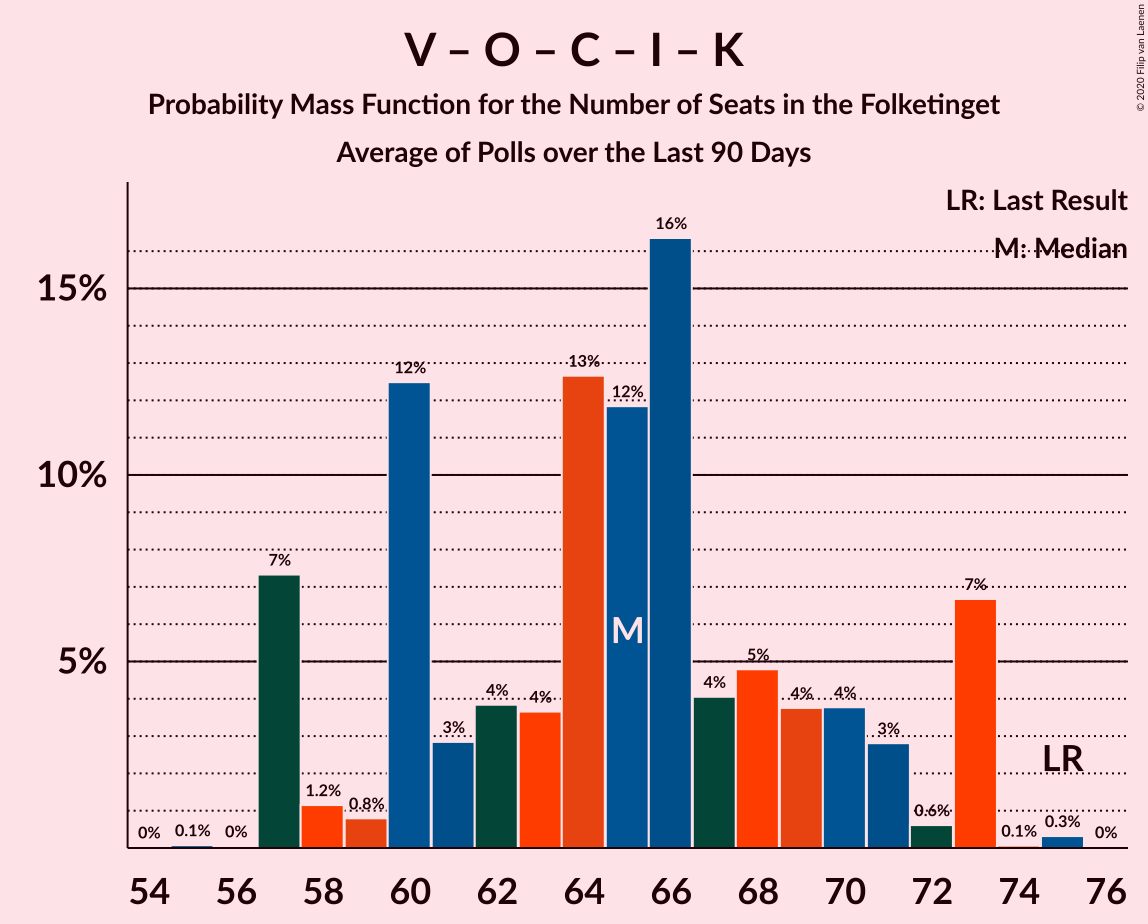 V – O – C – I – K
Probability Mass Function for the Number of Seats in the Folketinget
Average of Polls over the Last 90 Days
© 2020 Filip van Laenen
LR: Last Result
M: Median
15%
10%
5%
0%
0.1%
0%
7%
1.2%
0.8%
12%
3%
4%
4%
13%
12%
16%
4%
5%
4%
4%
3%
0.6%
7%
0.1%
0.3%
0%
M
LR
54 56 58 60 62 64 66 68 70 72 74 76